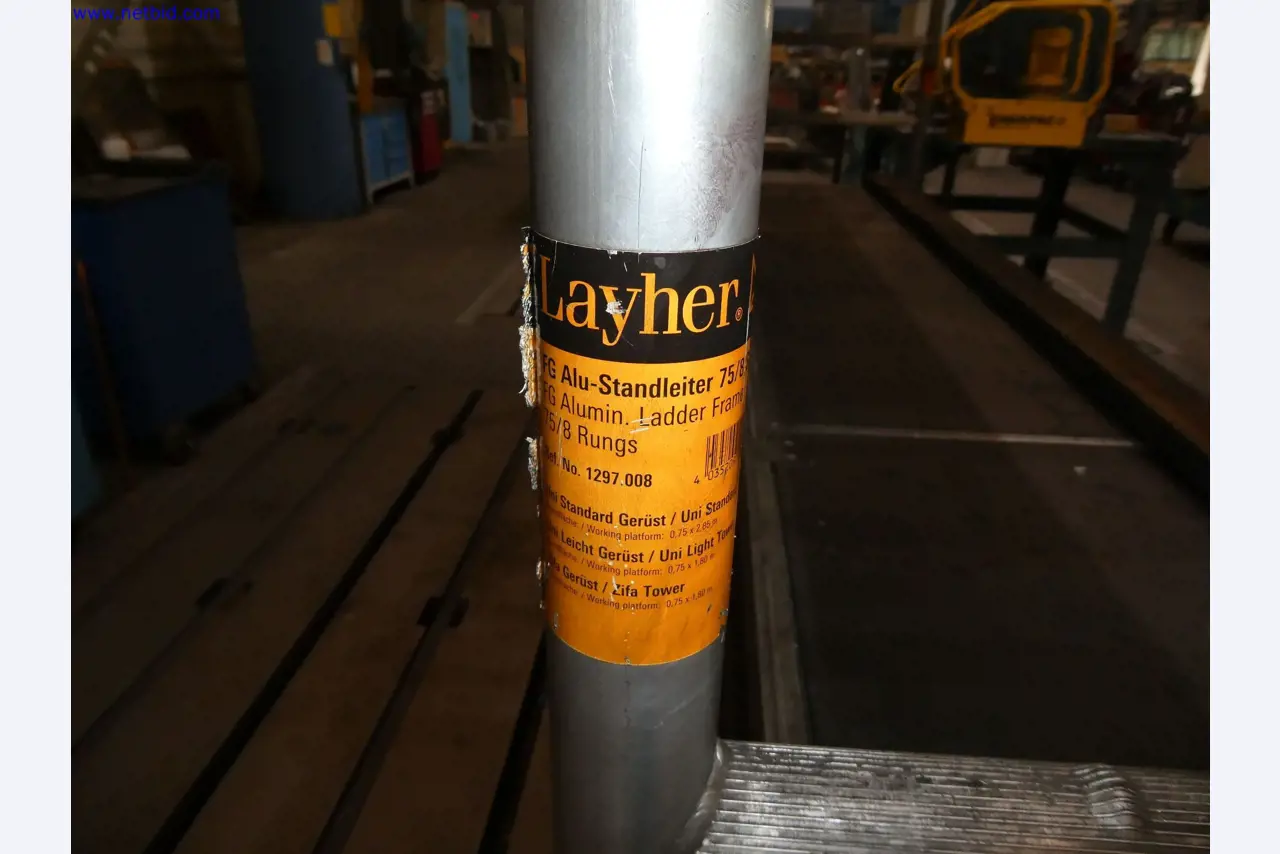 www.netbid.com
Layher®
FG Alu-Standleiter 75/8
FG Alumin. Ladder Frame
75/8 Rungs
Ref. No. 1297.008
4 035
Uni Standard Gerüst / Uni Standard
Working platform: 0,75 x 2,85 m
Leicht Gerüst / Uni Light Tower
/ Working platform: 0,75 x 1,80 m
Gerüst / Zifa Tower
/ Working platform: 0,75 x 1,80 m